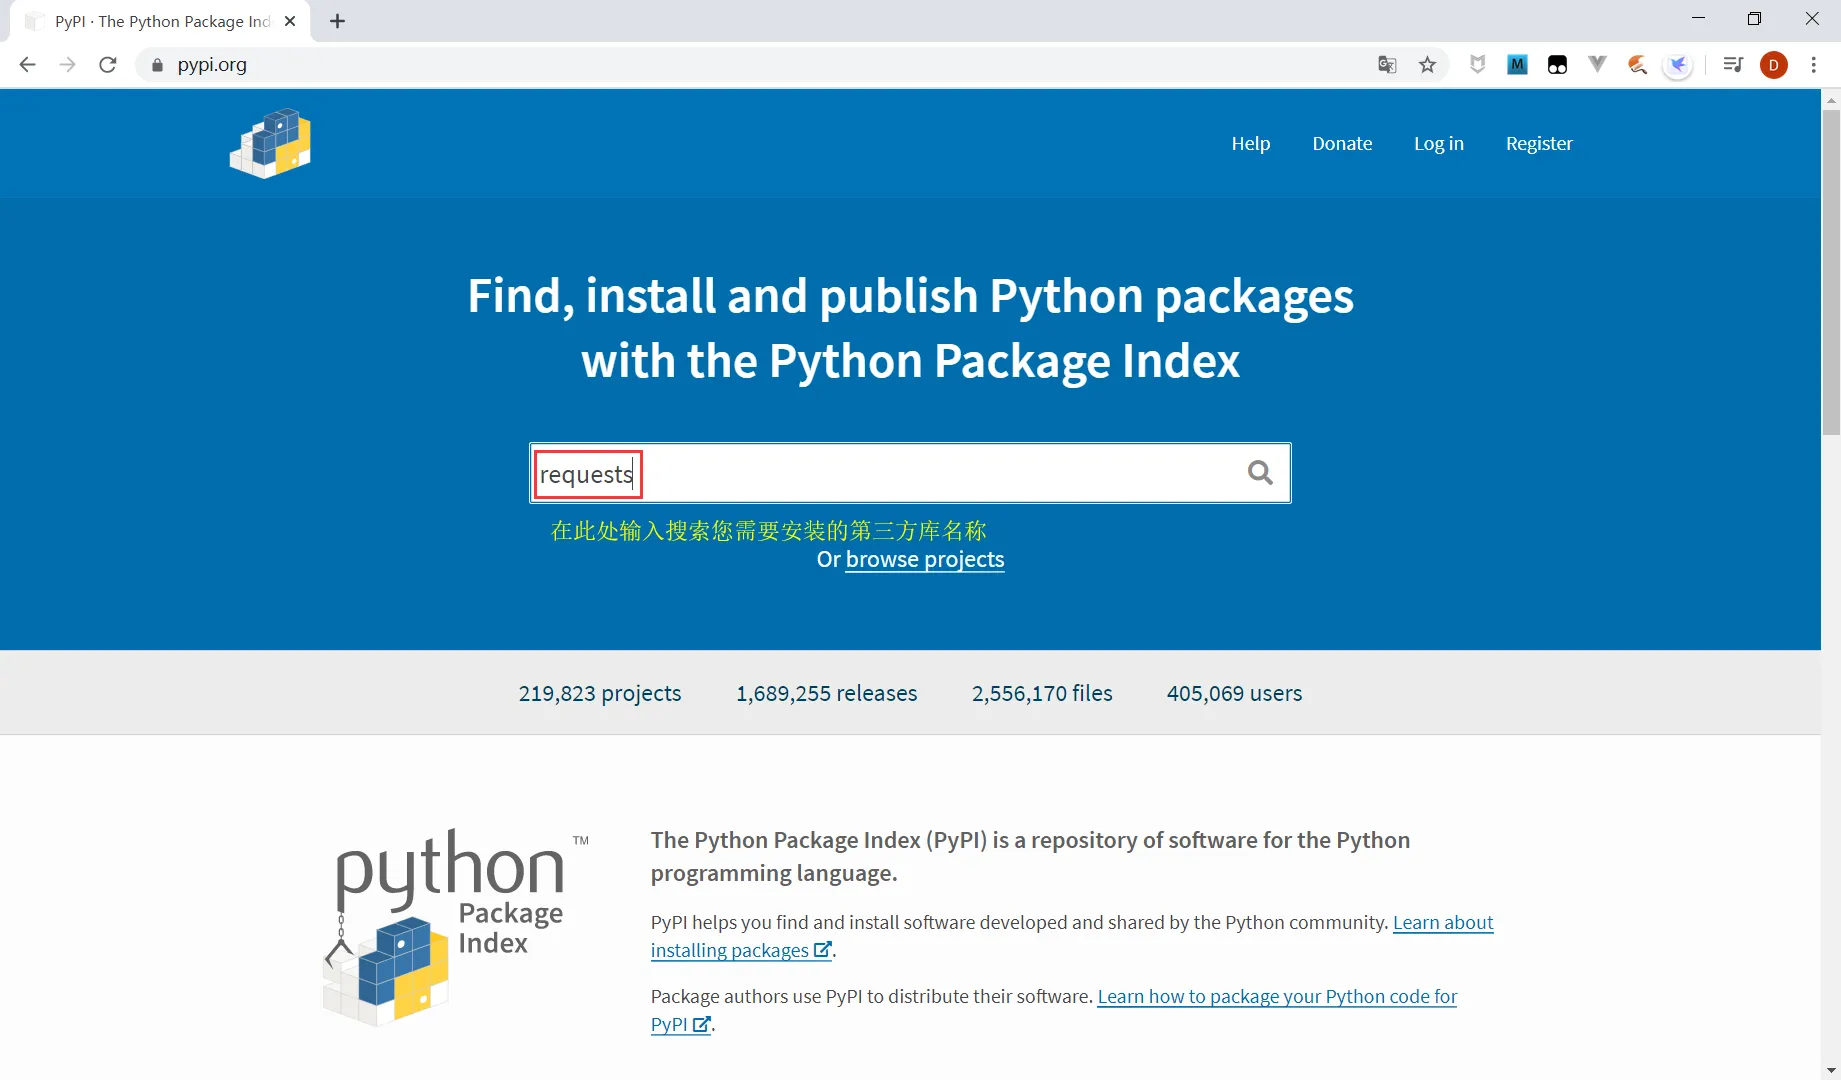 PyPI · The Python Package Ind
pypi.org
M
D
Help
Donate
Log in
Register
Find, install and publish Python packages
with the Python Package Index
requests
在此处输入搜索您需要安装的第三方库名称
Or browse projects
219,823 projects
1,689,255 releases
2,556,170 files
405,069 users
python™
Package
Index
The Python Package Index (PyPI) is a repository of software for the Python
programming language.
PyPI helps you find and install software developed and shared by the Python community. Learn about
installing packages.
Package authors use PyPI to distribute their software. Learn how to package your Python code for
PyPI.